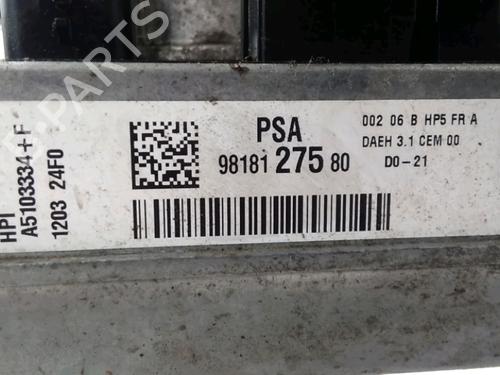 PSA
98181 275 80
002 06 B HP5 FR A
DAEH 3.1 CEM 00
D0-21
HPI
A5103334+F
1203 24F0